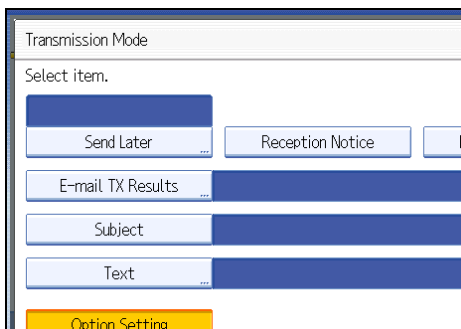 Transmission Mode
Select item.
Send Later
Reception Notice
E-mail TX Results
Subject
Text
Option Setting